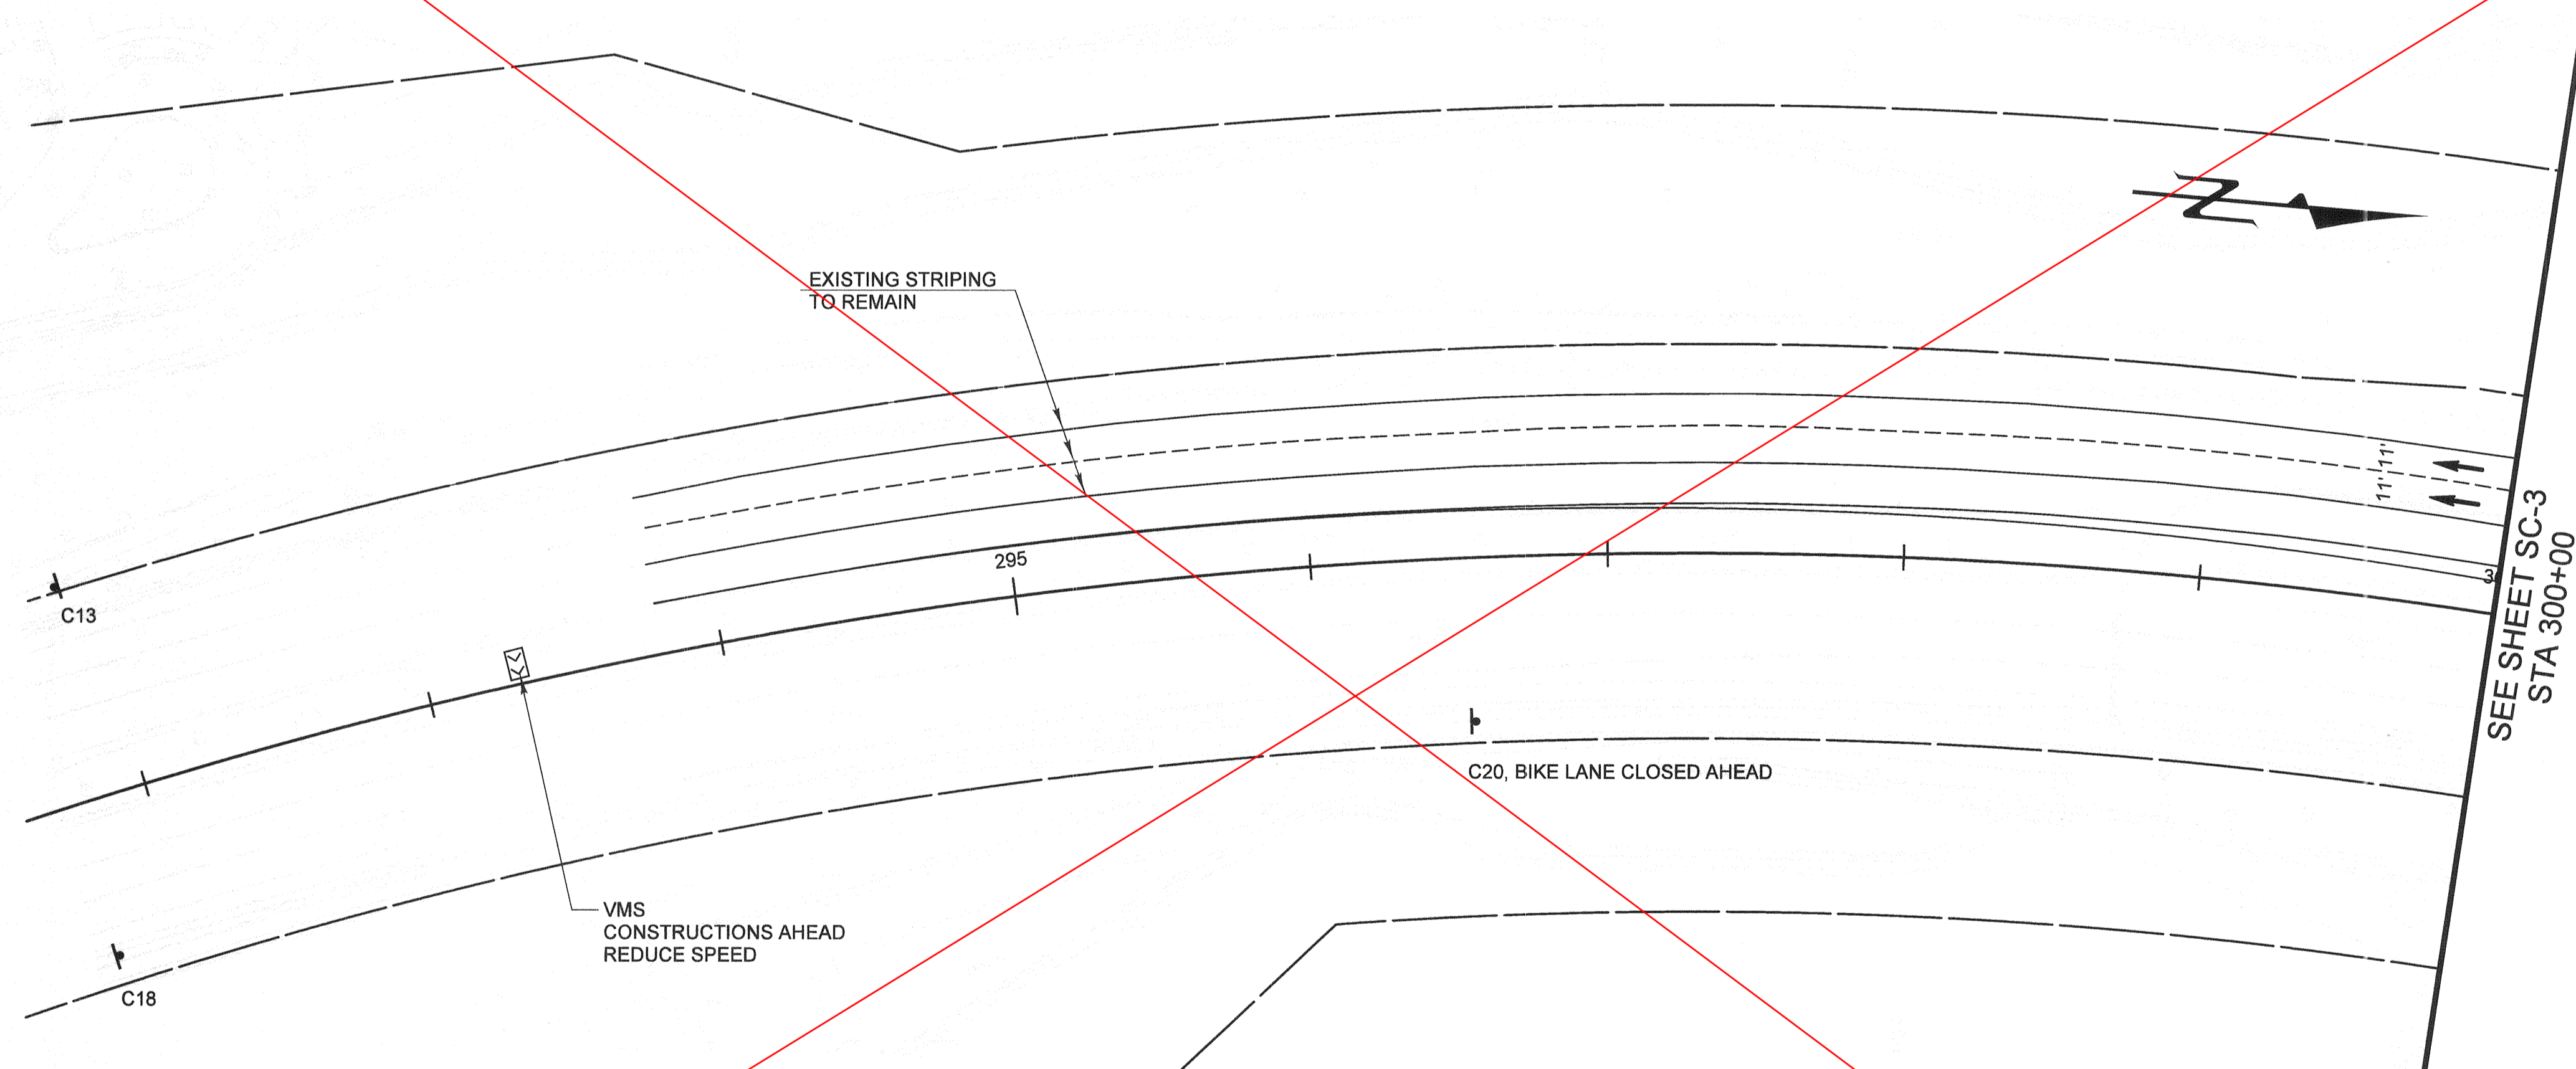 EXISTING STRIPING
TO REMAIN
N
11' 11'
295
C13
SEE SHEET SC-3
STA 300+00
C20, BIKE LANE CLOSED AHEAD
VMS
CONSTRUCTIONS AHEAD
REDUCE SPEED
C18